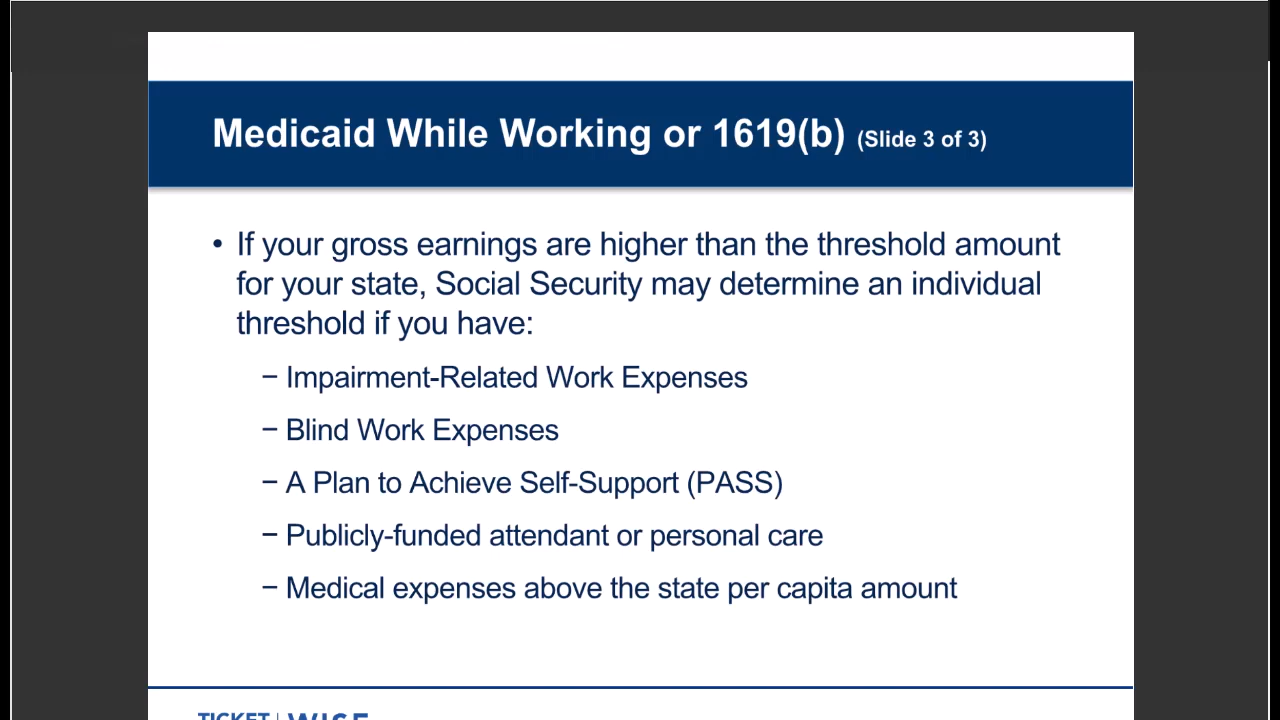 Medicaid While Working or 1619(b) (Slide 3 of 3)
• If your gross earnings are higher than the threshold amount
for your state, Social Security may determine an individual
threshold if you have:
− Impairment-Related Work Expenses
− Blind Work Expenses
− A Plan to Achieve Self-Support (PASS)
− Publicly-funded attendant or personal care
− Medical expenses above the state per capita amount
TICKET | WISE